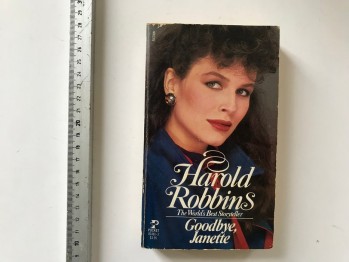 Harold
Robbins
The World's Best Storyteller
Goodbye,
Janette